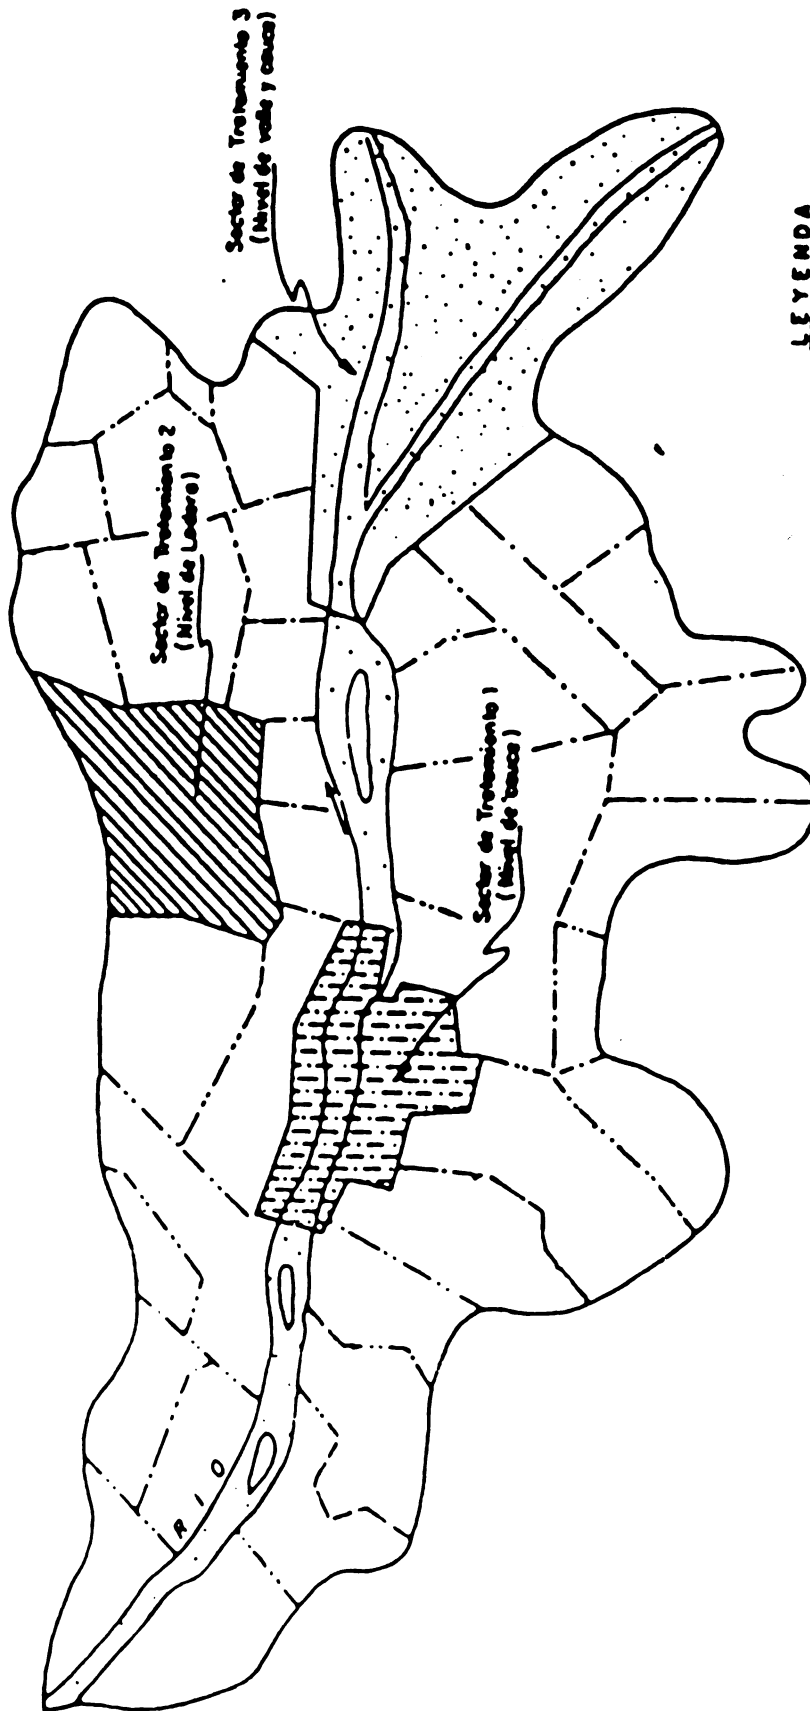 Sector de Tratamiento 3
(Nivel de valle y cauce)
Sector de Tratamiento 2
(Nivel de Ladera)
Sector de Tratamiento 1
(Nivel de cauce)
RIO
LEYENDA